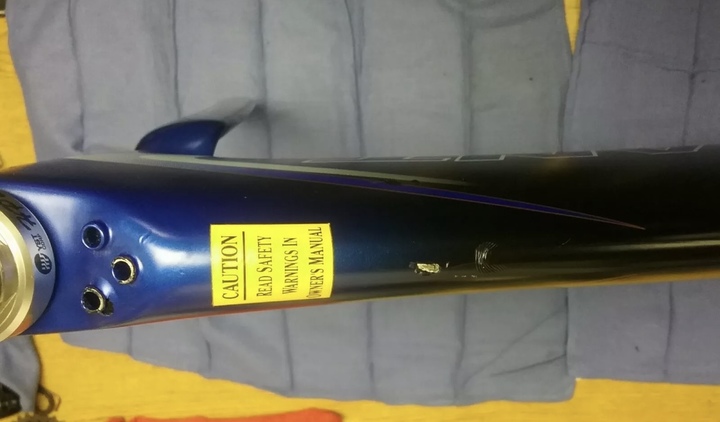 CAUTION
READ SAFETY
WARNINGS IN
OWNER'S MANUAL